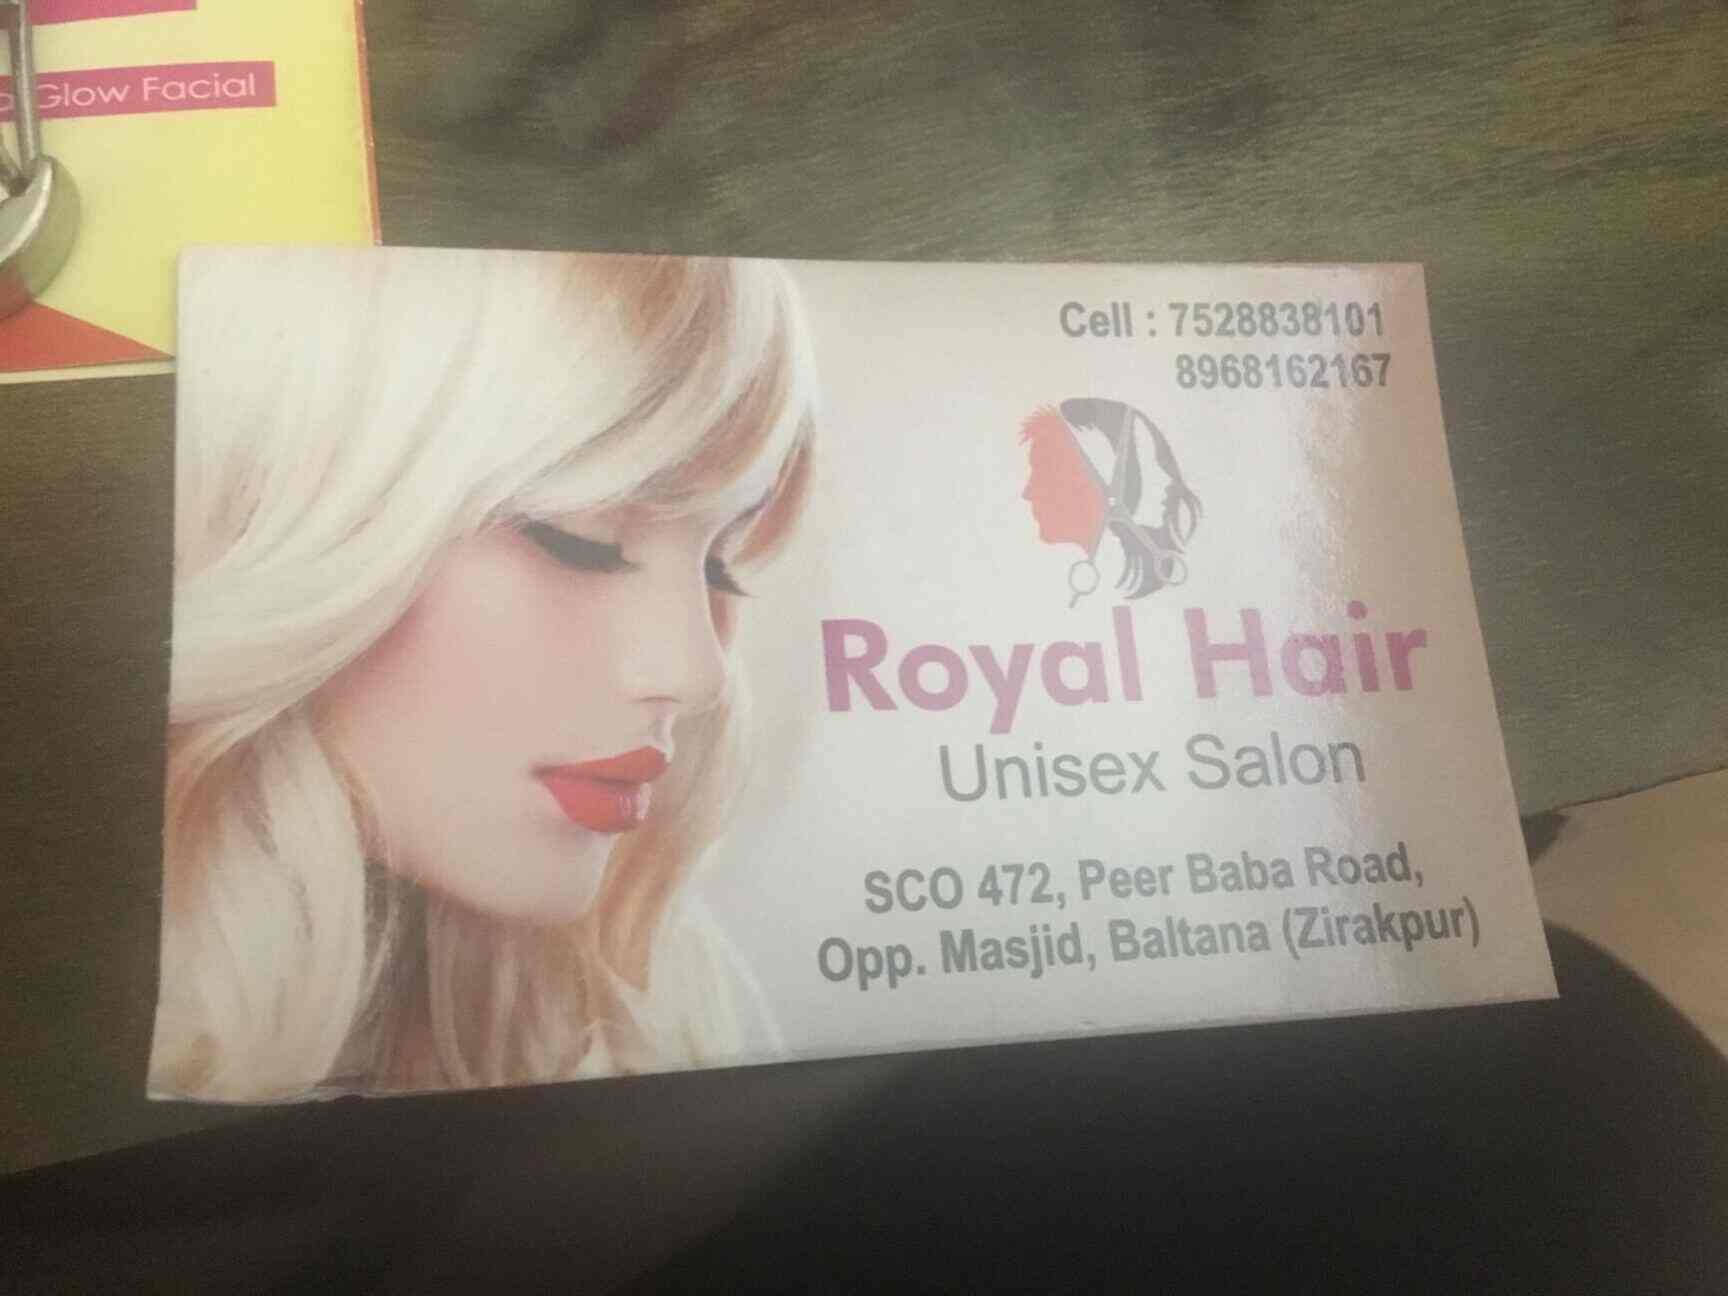 Glow Facial
Cell : 7528838101
8968162167
Royal Hair
Unisex Salon
SCO 472, Peer Baba Road,
Opp. Masjid, Baltana (Zirakpur)